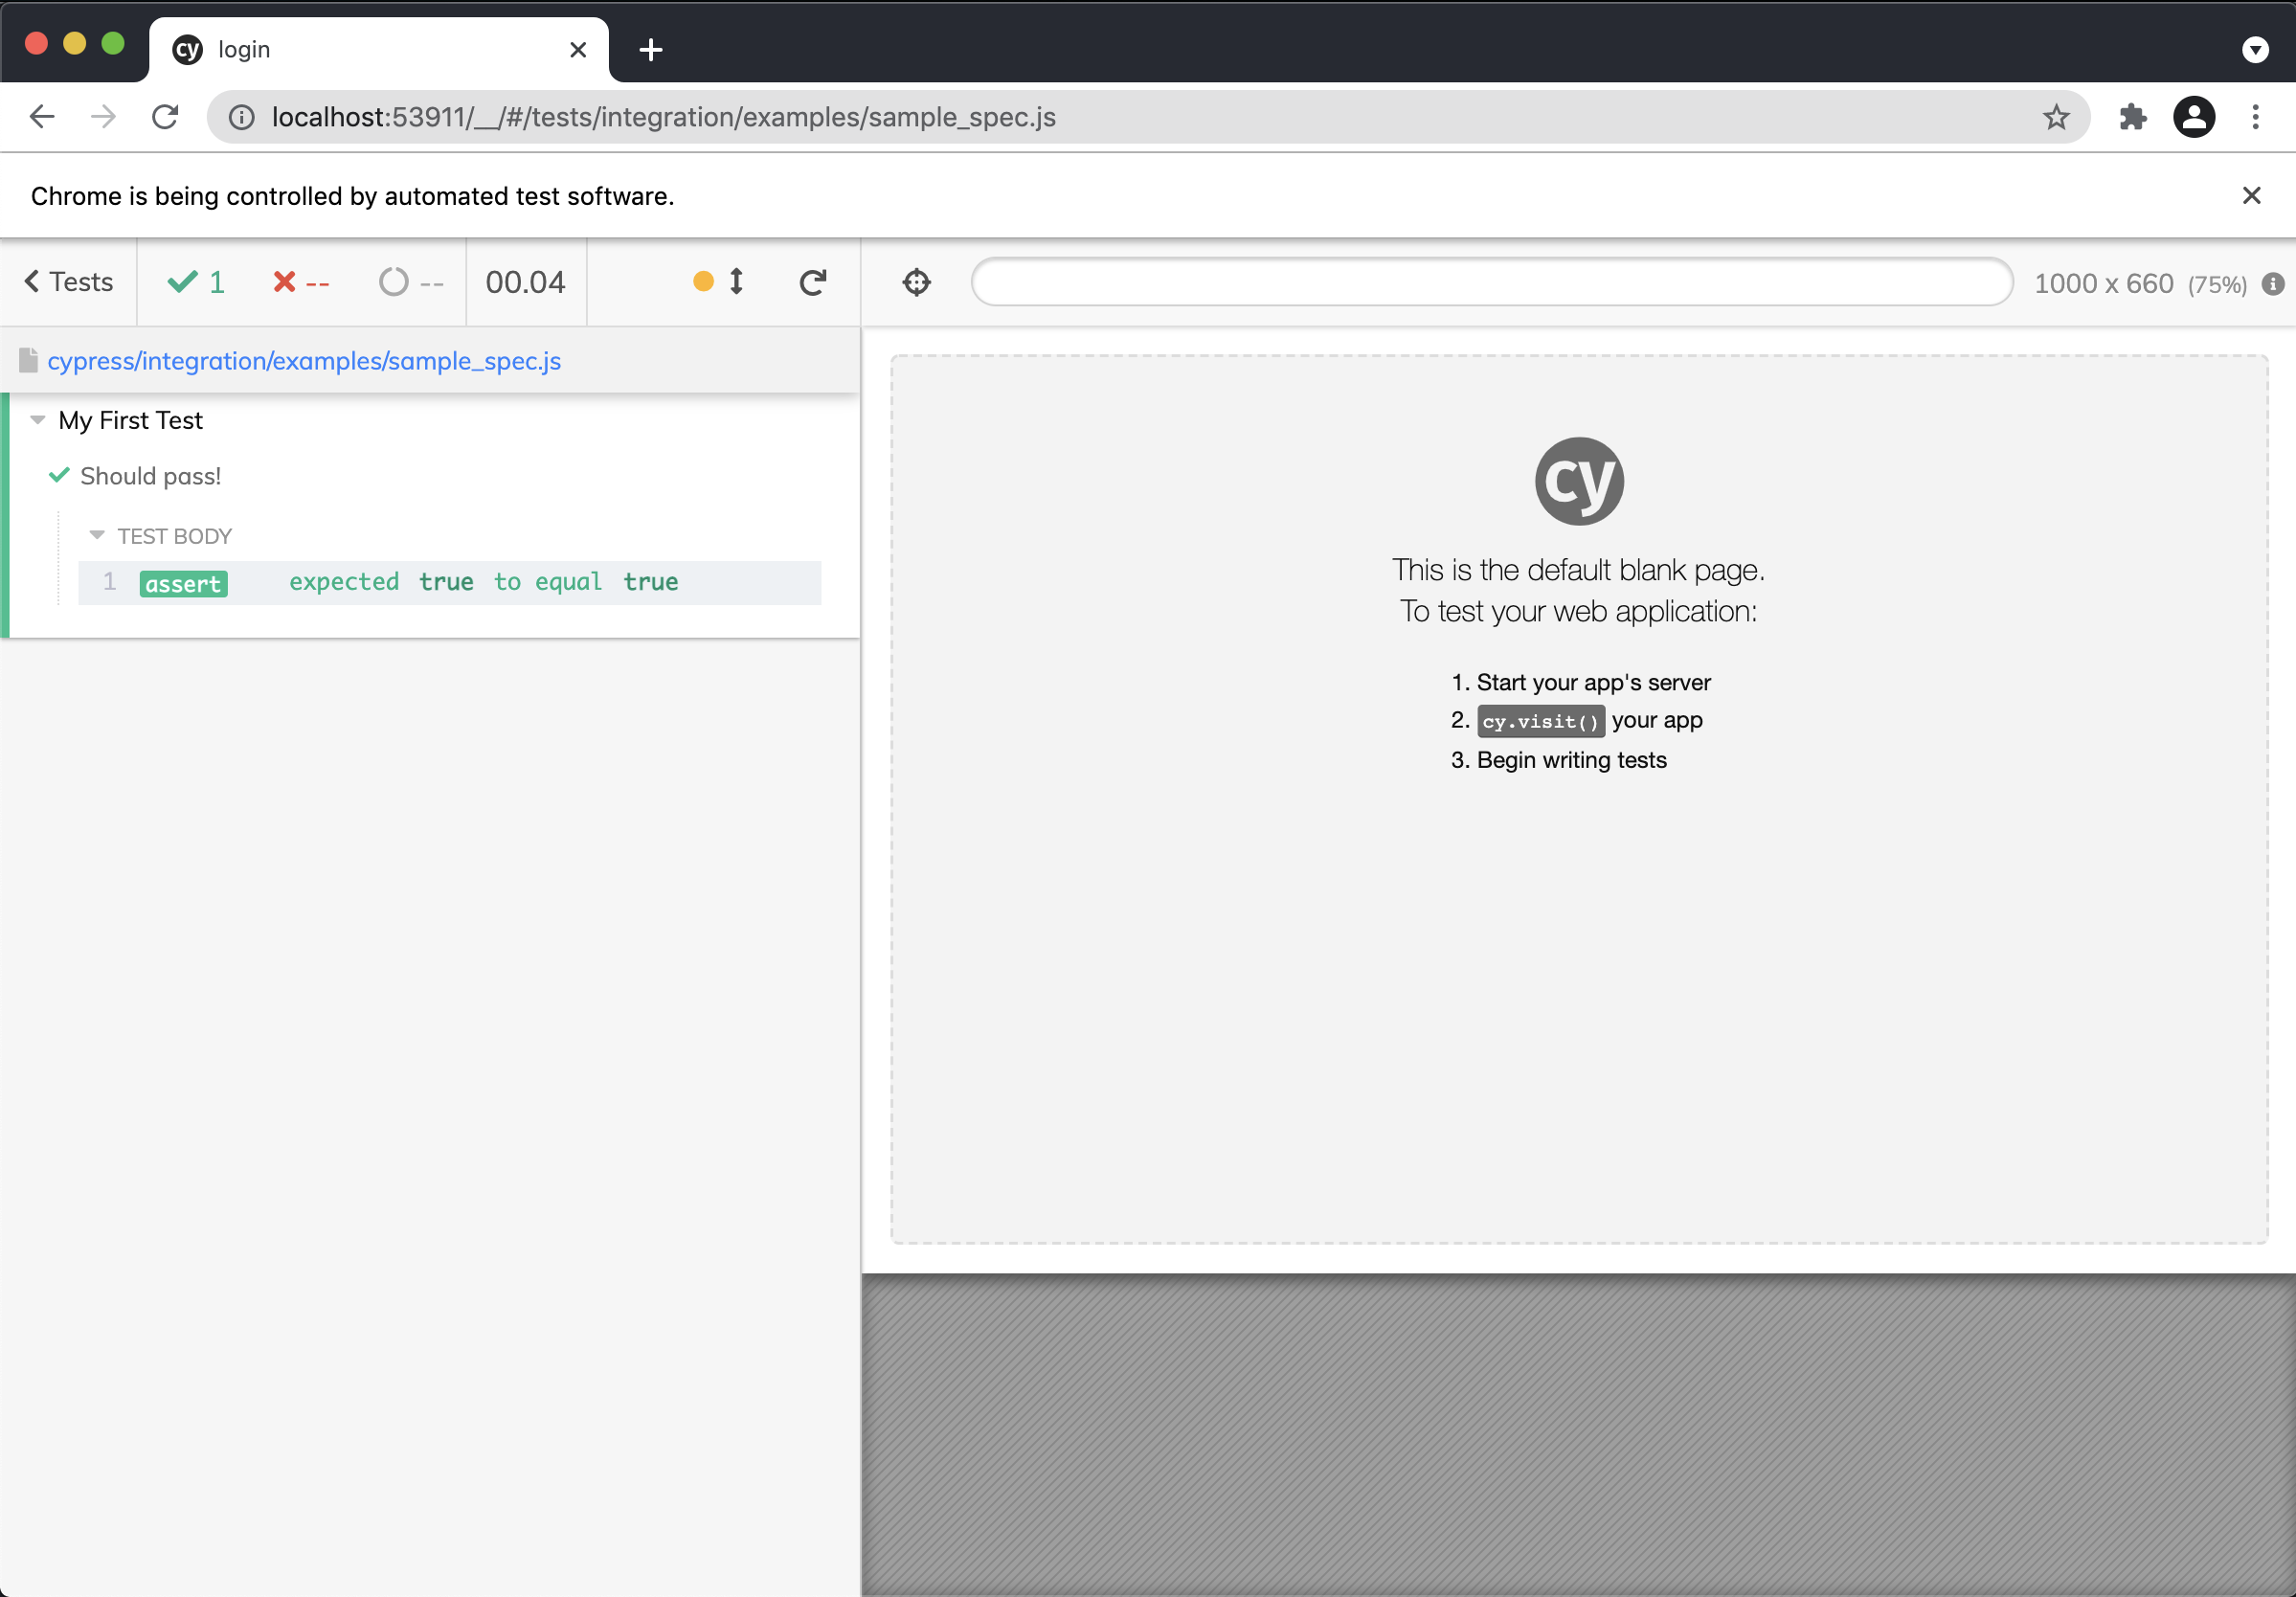 cy login
localhost:53911/__/#/tests/integration/examples/sample_spec.js
Chrome is being controlled by automated test software.
Tests 1 -- -- 00.04 1000 x 660 (75%)
cypress/integration/examples/sample_spec.js
My First Test
Should pass!
TEST BODY
1 assert expected true to equal true
cy
This is the default blank page.
To test your web application:
1. Start your app's server
2. cy.visit() your app
3. Begin writing tests